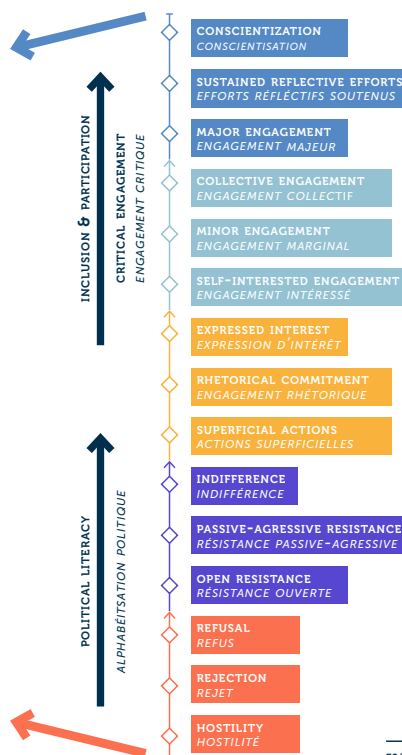 CONSCIENTIZATION
CONSCIENTISATION
SUSTAINED REFLECTIVE EFFORTS
EFFORTS RÉFLÉCTIFS SOUTENUS
MAJOR ENGAGEMENT
ENGAGEMENT MAJEUR
COLLECTIVE ENGAGEMENT
ENGAGEMENT COLLECTIF
MINOR ENGAGEMENT
ENGAGEMENT MARGINAL
SELF-INTERESTED ENGAGEMENT
ENGAGEMENT INTÉRESSÉ
EXPRESSED INTEREST
EXPRESSION D'INTÉRÊT
RHETORICAL COMMITMENT
ENGAGEMENT RHÉTORIQUE
SUPERFICIAL ACTIONS
ACTIONS SUPERFICIELLES
INDIFFERENCE
INDIFFÉRENCE
PASSIVE-AGRESSIVE RESISTANCE
RÉSISTANCE PASSIVE-AGRESSIVE
OPEN RESISTANCE
RÉSISTANCE OUVERTE
REFUSAL
REFUS
REJECTION
REJET
HOSTILITY
HOSTILITÉ
INCLUSION & PARTICIPATION
CRITICAL ENGAGEMENT
ENGAGEMENT CRITIQUE
POLITICAL LITERACY
ALPHABÉITSATION POLITIQUE